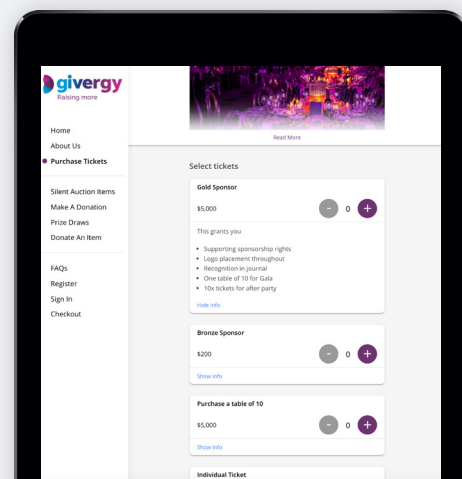 givergy
Raising more
Home
About Us
Purchase Tickets
Silent Auction Items
Make A Donation
Prize Draws
Donate An Item
FAQs
Register
Sign In
Checkout
Read More
Select tickets
Gold Sponsor
$5,000
- 0 +
This grants you
• Supporting sponsorship rights
• Logo placement throughout
• Recognition in journal
• One table of 10 for Gala
• 10x tickets for after party
Hide info
Bronze Sponsor
$200
- 0 +
Show info
Purchase a table of 10
$5,000
- 0 +
Show info
Individual Ticket